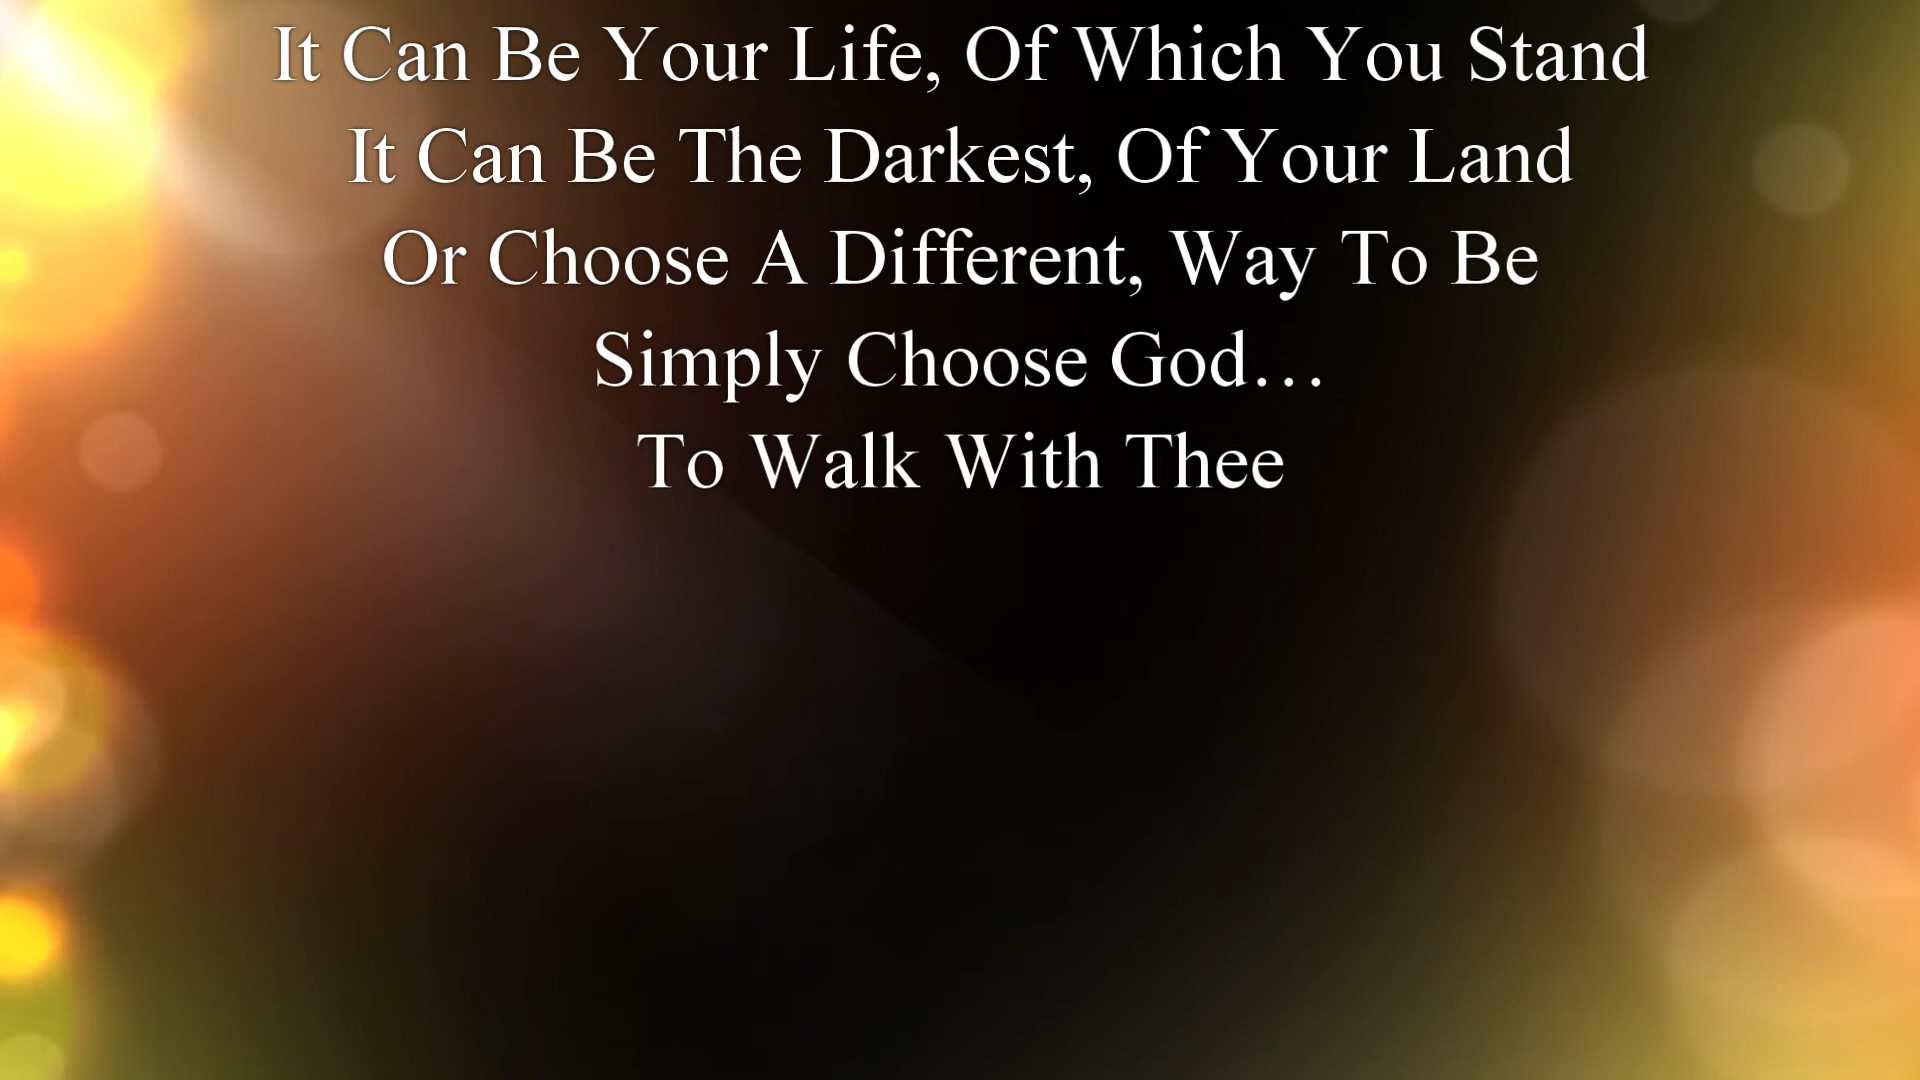 It Can Be Your Life, Of Which You Stand
It Can Be The Darkest, Of Your Land
Or Choose A Different, Way To Be
Simply Choose God…
To Walk With Thee